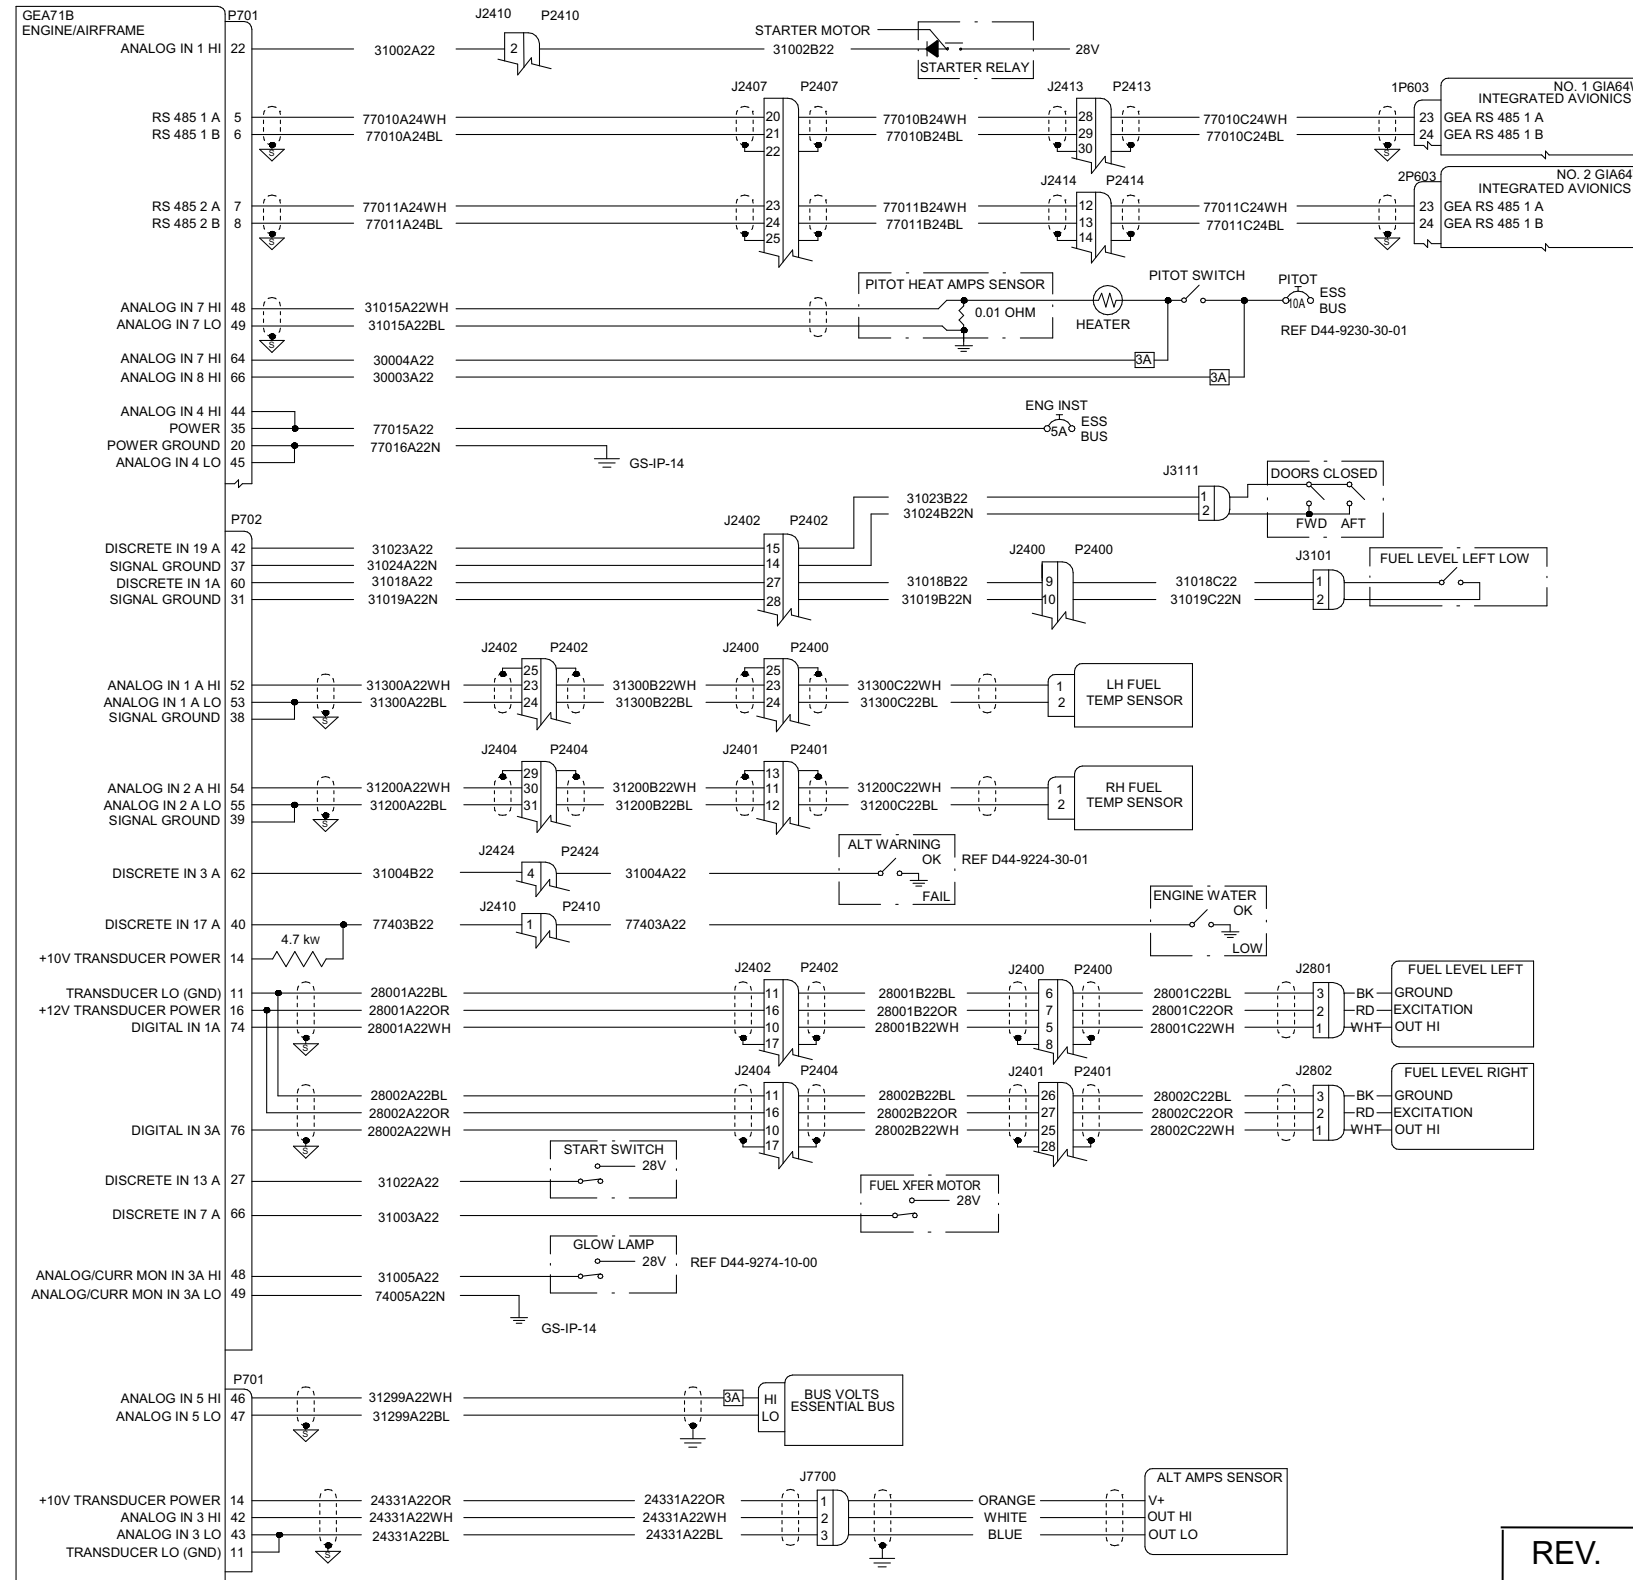 GEA71B
ENGINE/AIRFRAME
P701
J2410 P2410
ANALOG IN 1 HI 22 31002A22 2 31002B22 28V
STARTER MOTOR
STARTER RELAY
J2407 P2407 J2413 P2413 1P603 NO. 1 GIA64
INTEGRATED AVIONICS
RS 485 1 A 5 77010A24WH 20 77010B24WH 28 77010C24WH 23 GEA RS 485 1 A
RS 485 1 B 6 77010A24BL 21 77010B24BL 29 77010C24BL 24 GEA RS 485 1 B
S 22 30 S
J2414 P2414 2P603 NO. 2 GIA64
INTEGRATED AVIONICS
RS 485 2 A 7 77011A24WH 23 77011B24WH 12 77011C24WH 23 GEA RS 485 1 A
RS 485 2 B 8 77011A24BL 24 77011B24BL 13 77011C24BL 24 GEA RS 485 1 B
S 25 14 S
PITOT HEAT AMPS SENSOR
0.01 OHM
HEATER
PITOT SWITCH
PITOT
10A
ESS
BUS
REF D44-9230-30-01
ANALOG IN 7 HI 48 31015A22WH
ANALOG IN 7 LO 49 31015A22BL
S
ANALOG IN 7 HI 64 30004A22 3A
ANALOG IN 8 HI 66 30003A22 3A
ANALOG IN 4 HI 44
POWER 35 77015A22
ENG INST
5A
ESS
BUS
POWER GROUND 20 77016A22N
ANALOG IN 4 LO 45
GS-IP-14
J3111 DOORS CLOSED
31023B22 1
31024B22N 2
FWD AFT
P702 J2402 P2402 J2400 P2400 J3101 FUEL LEVEL LEFT LOW
DISCRETE IN 19 A 42 31023A22 15
SIGNAL GROUND 37 31024A22N 14
DISCRETE IN 1A 60 31018A22 27 31018B22 9 31018C22 1
SIGNAL GROUND 31 31019A22N 28 31019B22N 10 31019C22N 2
J2402 P2402 J2400 P2400
25 25
ANALOG IN 1 A HI 52 31300A22WH 23 31300B22WH 23 31300C22WH 1 LH FUEL
ANALOG IN 1 A LO 53 31300A22BL 24 31300B22BL 24 31300C22BL 2 TEMP SENSOR
SIGNAL GROUND 38 S
J2404 P2404 J2401 P2401
29 13
ANALOG IN 2 A HI 54 31200A22WH 30 31200B22WH 11 31200C22WH 1 RH FUEL
ANALOG IN 2 A LO 55 31200A22BL 31 31200B22BL 12 31200C22BL 2 TEMP SENSOR
SIGNAL GROUND 39 S
J2424 P2424 ALT WARNING
OK REF D44-9224-30-01
DISCRETE IN 3 A 62 31004B22 4 31004A22
FAIL
J2410 P2410 ENGINE WATER
OK
DISCRETE IN 17 A 40 77403B22 1 77403A22
LOW
4.7 kw
+10V TRANSDUCER POWER 14
J2402 P2402 J2400 P2400 J2801 FUEL LEVEL LEFT
TRANSDUCER LO (GND) 11 28001A22BL 11 28001B22BL 6 28001C22BL 3 BK GROUND
+12V TRANSDUCER POWER 16 28001A22OR 16 28001B22OR 7 28001C22OR 2 RD EXCITATION
DIGITAL IN 1A 74 28001A22WH 10 28001B22WH 5 28001C22WH 1 WHT OUT HI
S 17 8
J2404 P2404 J2401 P2401 J2802 FUEL LEVEL RIGHT
28002A22BL 11 28002B22BL 26 28002C22BL 3 BK GROUND
28002A22OR 16 28002B22OR 27 28002C22OR 2 RD EXCITATION
DIGITAL IN 3A 76 28002A22WH 10 28002B22WH 25 28002C22WH 1 WHT OUT HI
S 17 28
START SWITCH
28V
DISCRETE IN 13 A 27 31022A22
FUEL XFER MOTOR
28V
DISCRETE IN 7 A 66 31003A22
GLOW LAMP
28V REF D44-9274-10-00
ANALOG/CURR MON IN 3A HI 48 31005A22
ANALOG/CURR MON IN 3A LO 49 74005A22N
GS-IP-14
P701
ANALOG IN 5 HI 46 31299A22WH 3A HI BUS VOLTS
ANALOG IN 5 LO 47 31299A22BL LO ESSENTIAL BUS
S
J7700 ALT AMPS SENSOR
+10V TRANSDUCER POWER 14 24331A22OR 24331A22OR 1 ORANGE V+
ANALOG IN 3 HI 42 24331A22WH 24331A22WH 2 WHITE OUT HI
ANALOG IN 3 LO 43 24331A22BL 24331A22BL 3 BLUE OUT LO
TRANSDUCER LO (GND) 11 S
REV.